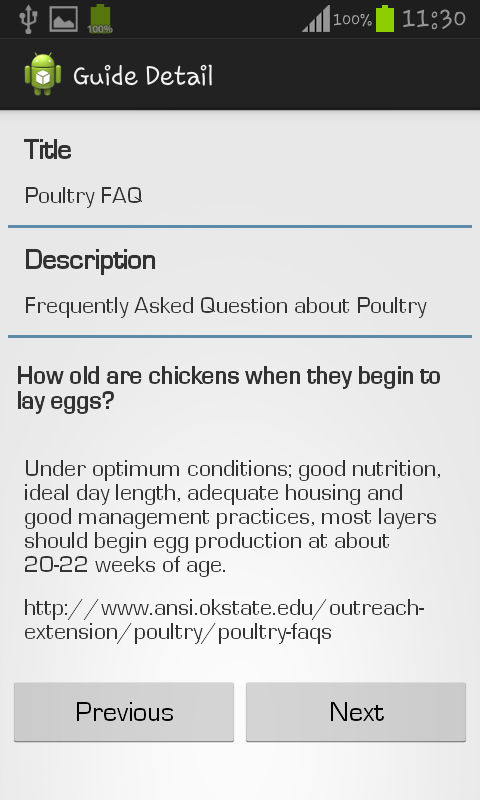 100%
100%
11:30
Guide Detail
Title
Poultry FAQ
Description
Frequently Asked Question about Poultry
How old are chickens when they begin to
lay eggs?
Under optimum conditions; good nutrition,
ideal day length, adequate housing and
good management practices, most layers
should begin egg production at about
20-22 weeks of age.
http://www.ansi.okstate.edu/outreach-
extension/poultry/poultry-faqs
Previous
Next